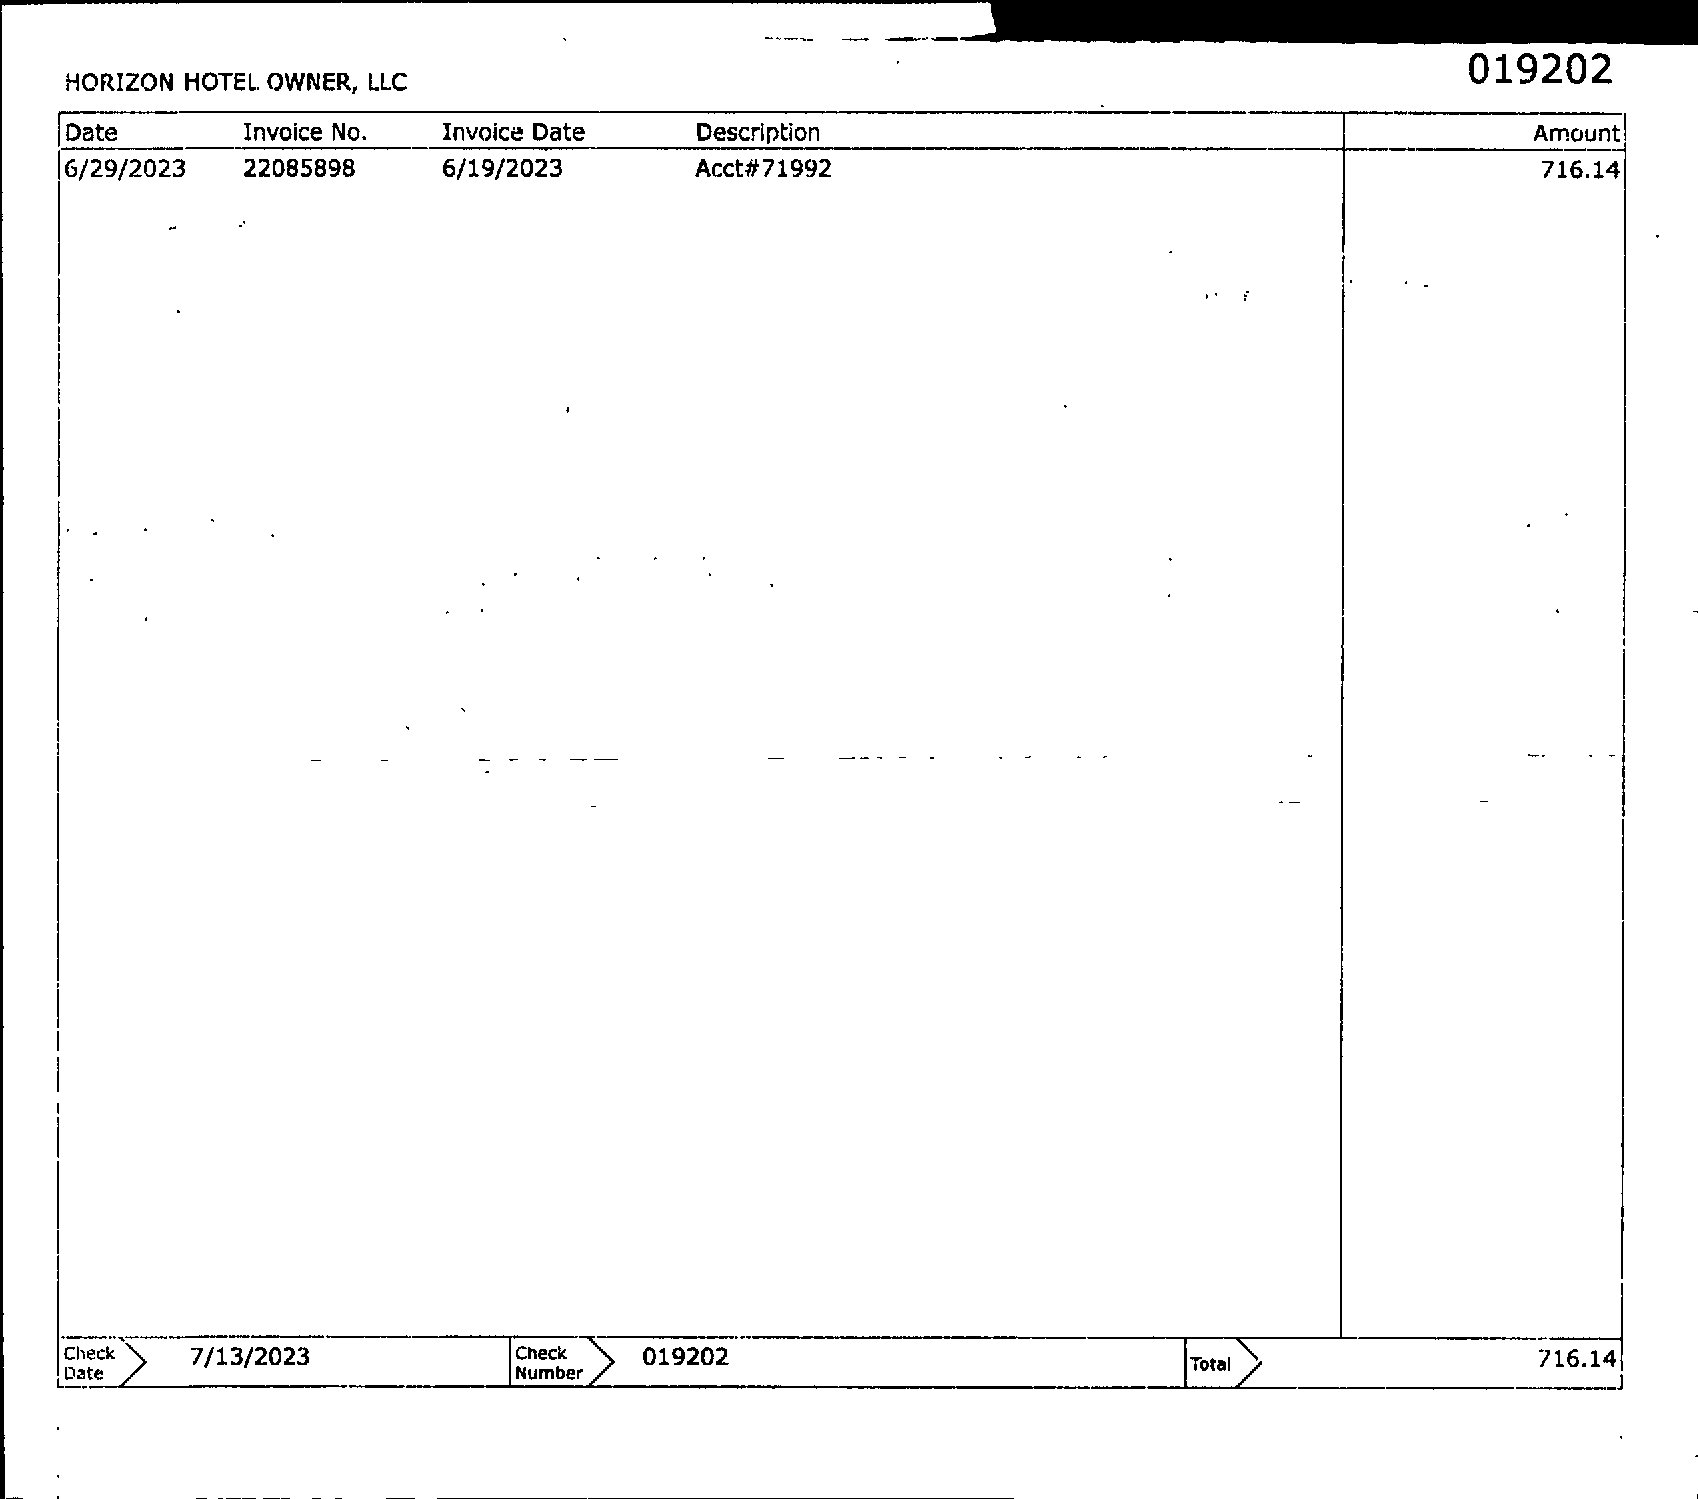 HORIZON HOTEL OWNER, LLC
019202
Date Invoice No. Invoice Date Description Amount
6/29/2023 22085898 6/19/2023 Acct#71992 716.14
Check Date 7/13/2023 Check Number 019202 Total 716.14